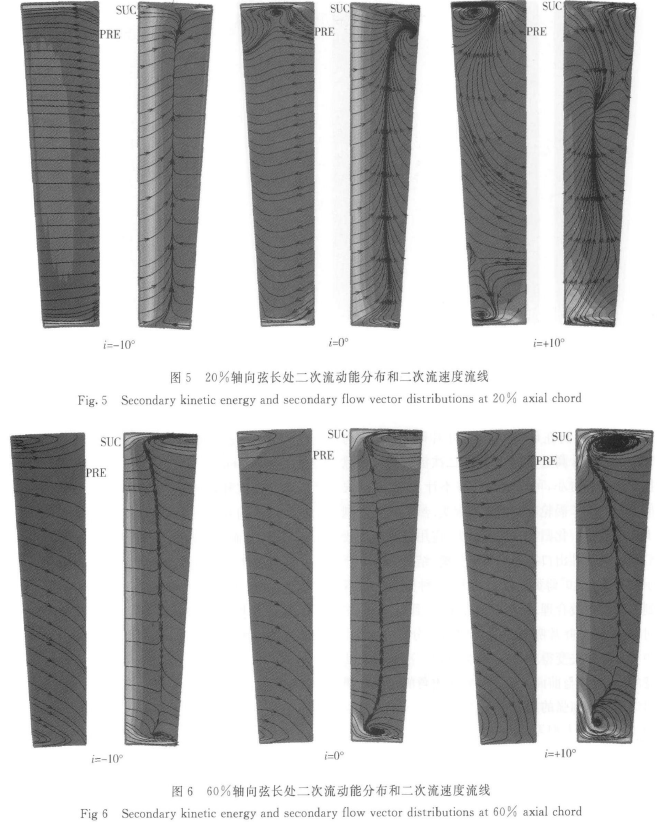 SUC
PRE
SUC
PRE
SUC
PRE
i=-10°
i=0°
i=+10°
图 5 20%轴向弦长处二次流动能分布和二次流速度流线
Fig. 5 Secondary kinetic energy and secondary flow vector distributions at 20% axial chord
SUC
PRE
SUC
PRE
SUC
PRE
i=-10°
i=0°
i=+10°
图 6 60%轴向弦长处二次流动能分布和二次流速度流线
Fig 6 Secondary kinetic energy and secondary flow vector distributions at 60% axial chord